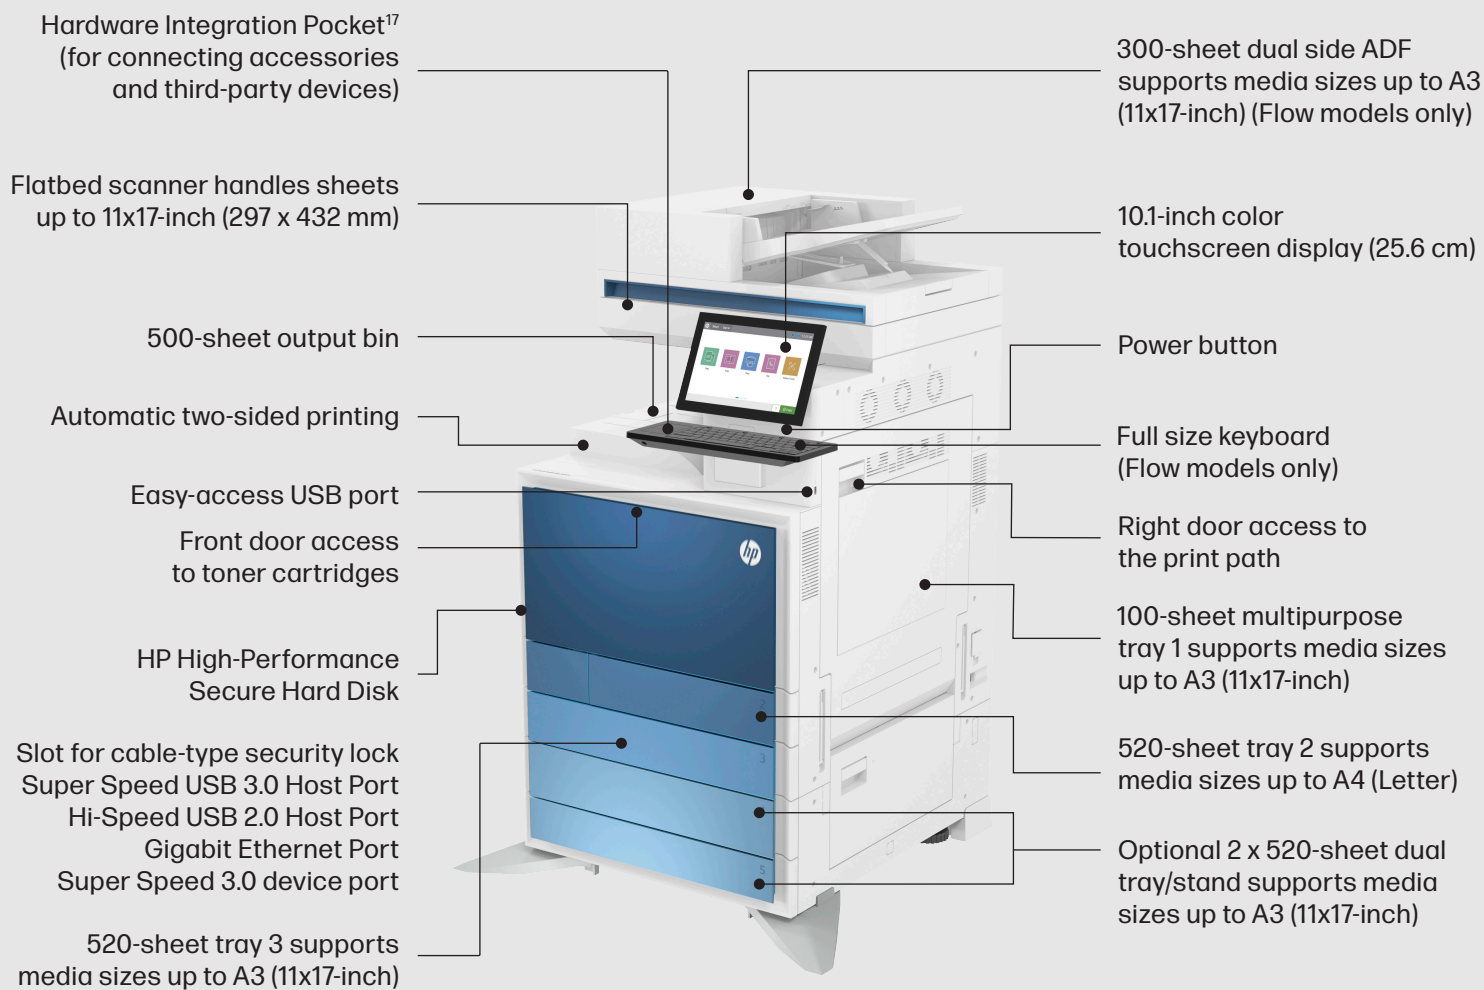 Hardware Integration Pocket¹⁷
(for connecting accessories
and third-party devices)
Flatbed scanner handles sheets
up to 11x17-inch (297 x 432 mm)
500-sheet output bin
Automatic two-sided printing
Easy-access USB port
Front door access
to toner cartridges
HP High-Performance
Secure Hard Disk
Slot for cable-type security lock
Super Speed USB 3.0 Host Port
Hi-Speed USB 2.0 Host Port
Gigabit Ethernet Port
Super Speed 3.0 device port
520-sheet tray 3 supports
media sizes up to A3 (11x17-inch)
hp
2
3
5
300-sheet dual side ADF
supports media sizes up to A3
(11x17-inch) (Flow models only)
10.1-inch color
touchscreen display (25.6 cm)
Power button
Full size keyboard
(Flow models only)
Right door access to
the print path
100-sheet multipurpose
tray 1 supports media sizes
up to A3 (11x17-inch)
520-sheet tray 2 supports
media sizes up to A4 (Letter)
Optional 2 x 520-sheet dual
tray/stand supports media
sizes up to A3 (11x17-inch)